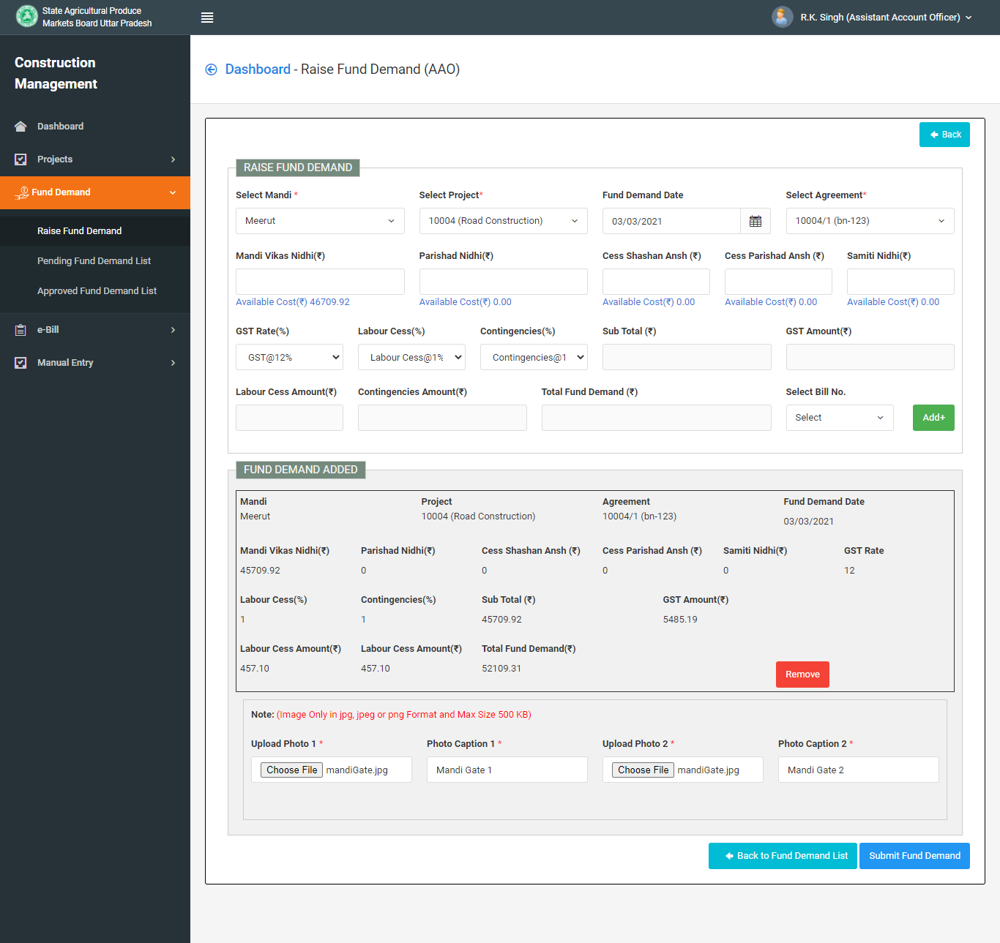 State Agricultural Produce
Markets Board Uttar Pradesh
R.K. Singh (Assistant Account Officer)
Construction
Management
Dashboard
Projects
Fund Demand
Raise Fund Demand
Pending Fund Demand List
Approved Fund Demand List
e-Bill
Manual Entry
Dashboard - Raise Fund Demand (AAO)
Back
RAISE FUND DEMAND
Select Mandi * Select Project* Fund Demand Date Select Agreement*
Meerut 10004 (Road Construction) 03/03/2021 10004/1 (bn-123)
Mandi Vikas Nidhi(₹) Parishad Nidhi(₹) Cess Shashan Ansh (₹) Cess Parishad Ansh (₹) Samiti Nidhi(₹)
Available Cost(₹) 46709.92 Available Cost(₹) 0.00 Available Cost(₹) 0.00 Available Cost(₹) 0.00 Available Cost(₹) 0.00
GST Rate(%) Labour Cess(%) Contingencies(%) Sub Total (₹) GST Amount(₹)
GST@12% Labour Cess@1% Contingencies@1
Labour Cess Amount(₹) Contingencies Amount(₹) Total Fund Demand (₹) Select Bill No.
Select Add+
FUND DEMAND ADDED
Mandi Project Agreement Fund Demand Date
Meerut 10004 (Road Construction) 10004/1 (bn-123) 03/03/2021
Mandi Vikas Nidhi(₹) Parishad Nidhi(₹) Cess Shashan Ansh (₹) Cess Parishad Ansh (₹) Samiti Nidhi(₹) GST Rate
45709.92 0 0 0 0 12
Labour Cess(%) Contingencies(%) Sub Total (₹) GST Amount(₹)
1 1 45709.92 5485.19
Labour Cess Amount(₹) Labour Cess Amount(₹) Total Fund Demand(₹)
457.10 457.10 52109.31
Remove
Note: (Image Only in jpg, jpeg or png Format and Max Size 500 KB)
Upload Photo 1 * Photo Caption 1 * Upload Photo 2 * Photo Caption 2 *
Choose File mandiGate.jpg Mandi Gate 1 Choose File mandiGate.jpg Mandi Gate 2
Back to Fund Demand List Submit Fund Demand